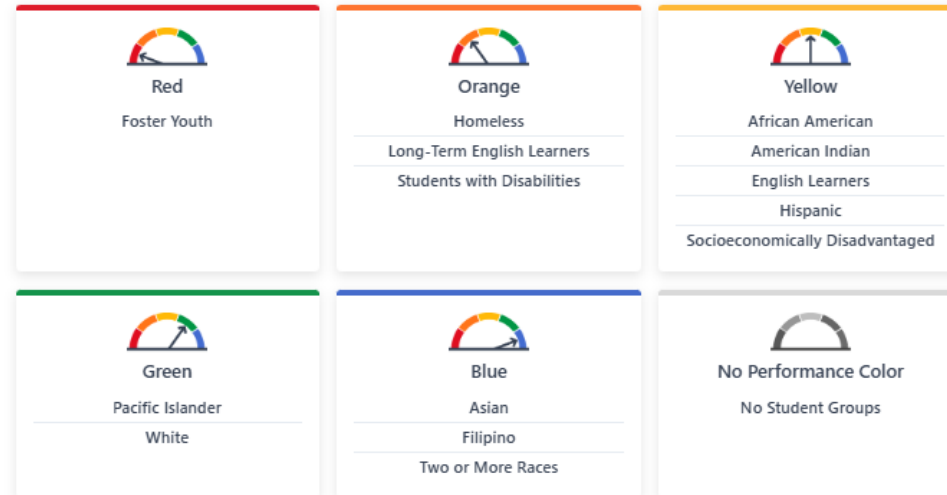 Red
Foster Youth
Orange
Homeless
Long-Term English Learners
Students with Disabilities
Yellow
African American
American Indian
English Learners
Hispanic
Socioeconomically Disadvantaged
Green
Pacific Islander
White
Blue
Asian
Filipino
Two or More Races
No Performance Color
No Student Groups